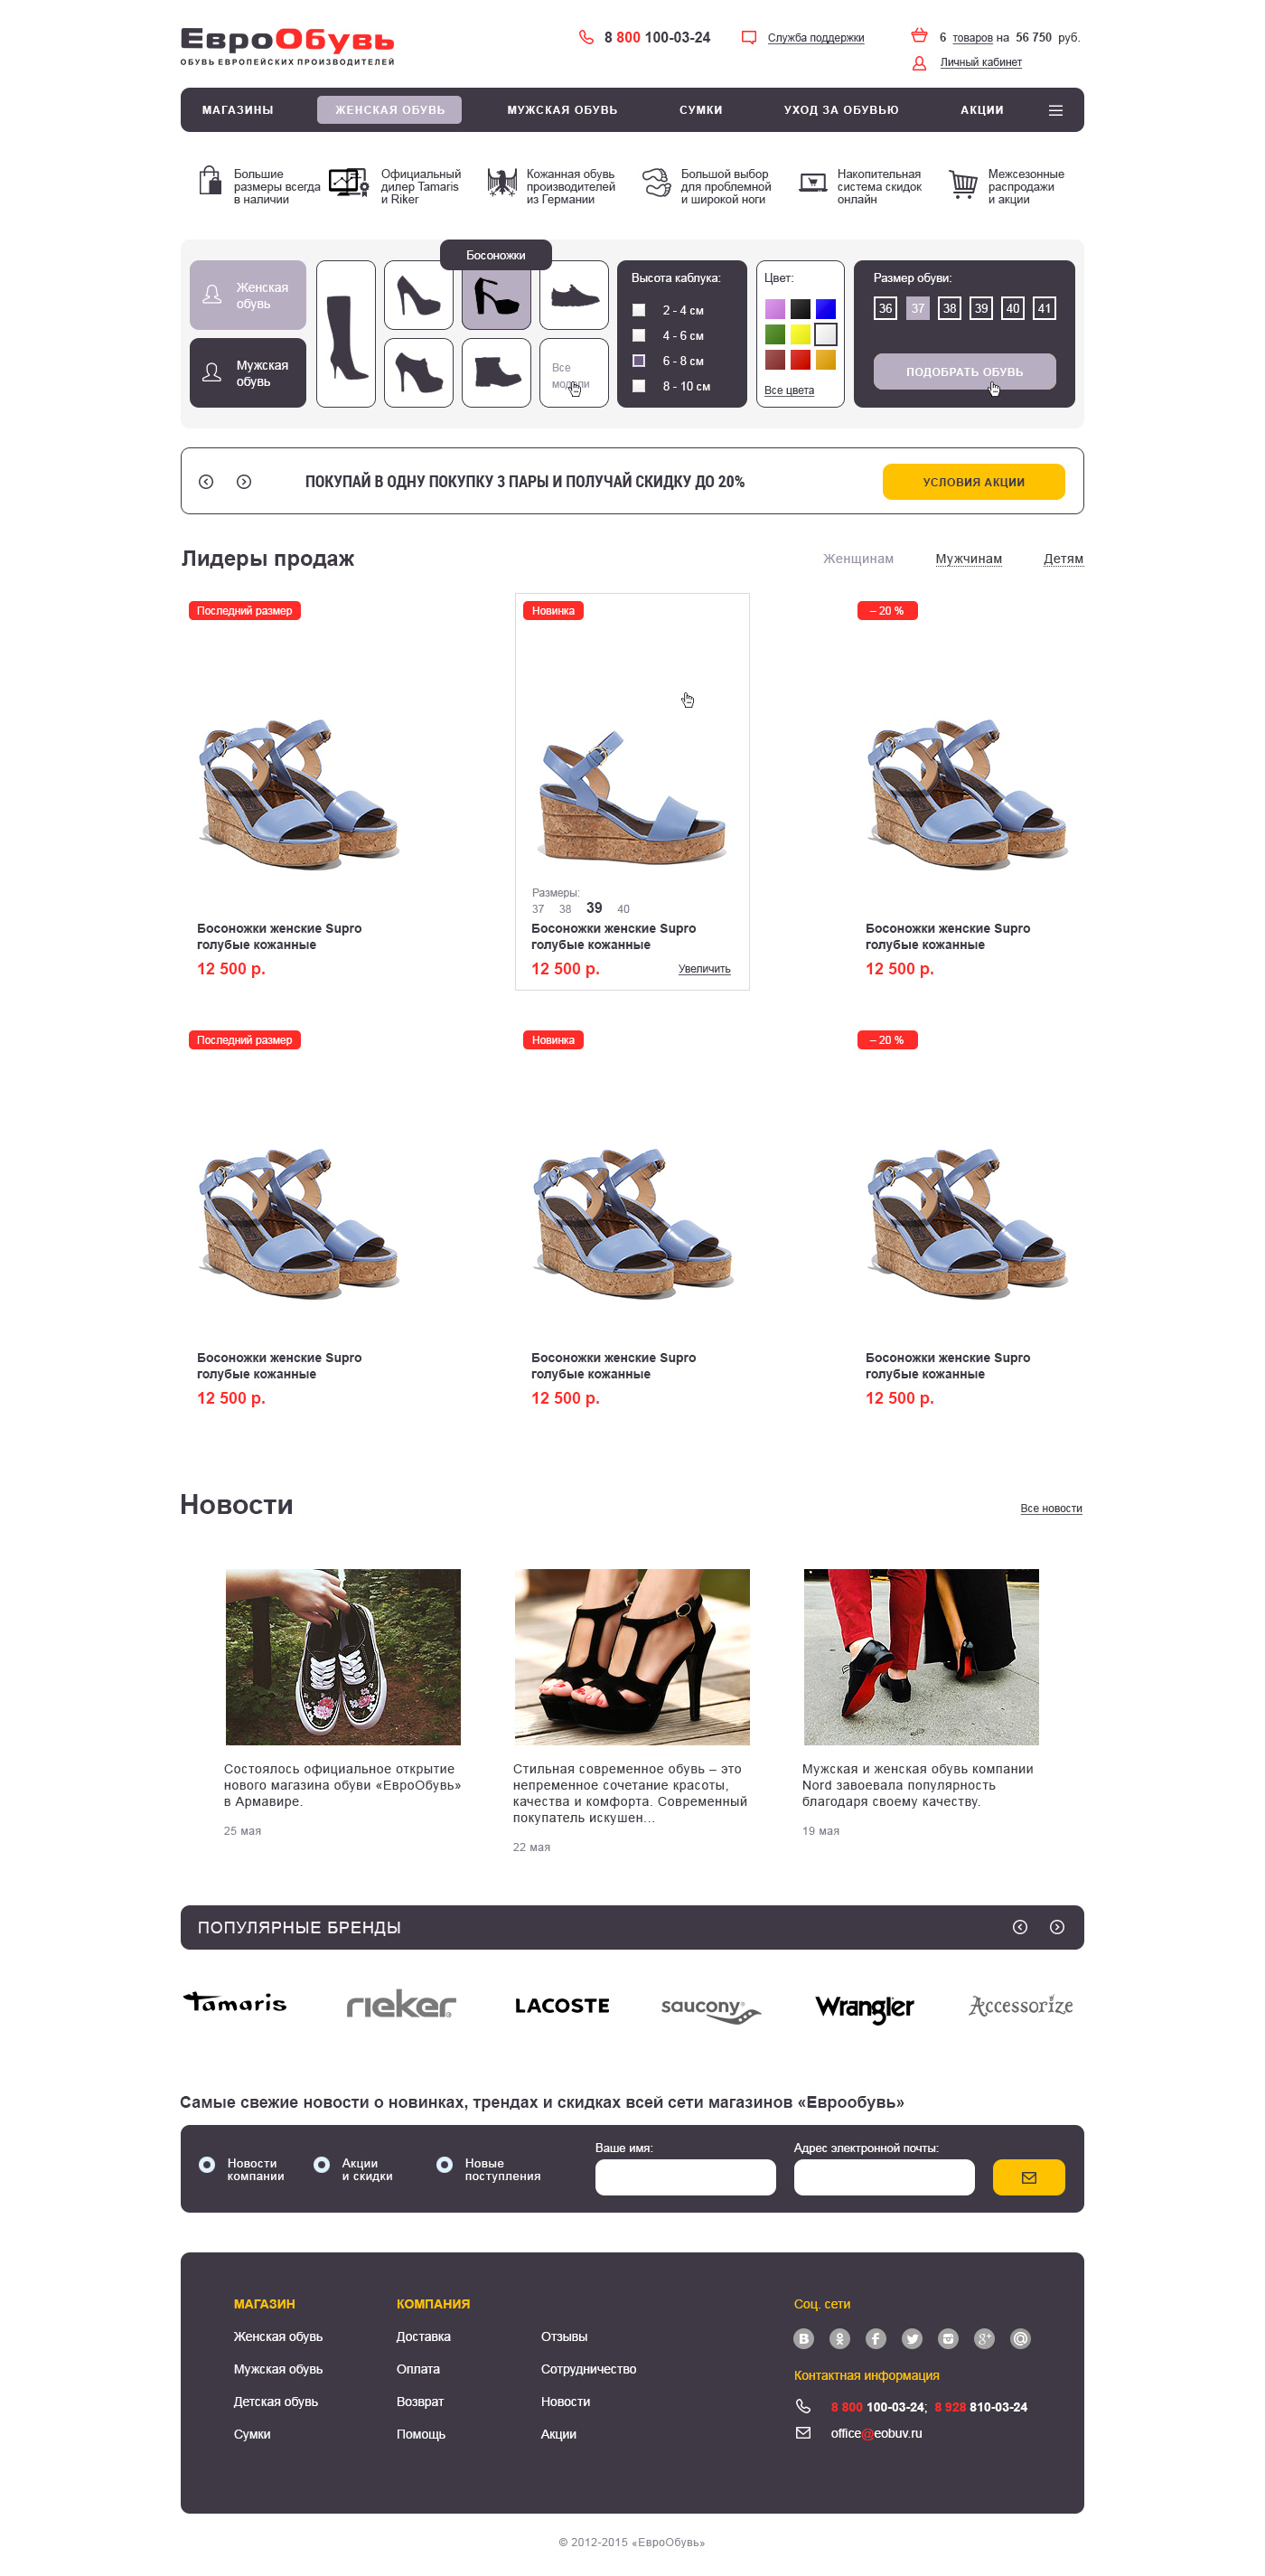 ЕвроОбувь
ОБУВЬ ЕВРОПЕЙСКИХ ПРОИЗВОДИТЕЛЕЙ
8 800 100-03-24
Служба поддержки
6 товаров на 56 750 руб.
Личный кабинет
МАГАЗИНЫ ЖЕНСКАЯ ОБУВЬ МУЖСКАЯ ОБУВЬ СУМКИ УХОД ЗА ОБУВЬЮ АКЦИИ
Большие
размеры всегда
в наличии
Официальный
дилер Tamaris
и Riker
Кожанная обувь
производителей
из Германии
Большой выбор
для проблемной
и широкой ноги
Накопительная
система скидок
онлайн
Межсезонные
распродажи
и акции
Женская
обувь
Мужская
обувь
Босоножки
Все
модели
Высота каблука:
2 - 4 см
4 - 6 см
6 - 8 см
8 - 10 см
Цвет:
Все цвета
Размер обуви:
36 37 38 39 40 41
ПОДОБРАТЬ ОБУВЬ
ПОКУПАЙ В ОДНУ ПОКУПКУ 3 ПАРЫ И ПОЛУЧАЙ СКИДКУ ДО 20%
УСЛОВИЯ АКЦИИ
Лидеры продаж
Женщинам Мужчинам Детям
Последний размер
Босоножки женские Supro
голубые кожанные
12 500 р.
Новинка
Размеры:
37 38 39 40
Босоножки женские Supro
голубые кожанные
12 500 р. Увеличить
– 20 %
Босоножки женские Supro
голубые кожанные
12 500 р.
Последний размер
Босоножки женские Supro
голубые кожанные
12 500 р.
Новинка
Босоножки женские Supro
голубые кожанные
12 500 р.
– 20 %
Босоножки женские Supro
голубые кожанные
12 500 р.
Новости
Все новости
Состоялось официальное открытие
нового магазина обуви «ЕвроОбувь»
в Армавире.
25 мая
Стильная современное обувь – это
непременное сочетание красоты,
качества и комфорта. Современный
покупатель искушен...
22 мая
Мужская и женская обувь компании
Nord завоевала популярность
благодаря своему качеству.
19 мая
ПОПУЛЯРНЫЕ БРЕНДЫ
Tamaris
rieker®
LACOSTE
saucony®
Wrangler
Accessorize
Самые свежие новости о новинках, трендах и скидках всей сети магазинов «Еврообувь»
Новости
компании
Акции
и скидки
Новые
поступления
Ваше имя:
Адрес электронной почты:
МАГАЗИН
Женская обувь
Мужская обувь
Детская обувь
Сумки
КОМПАНИЯ
Доставка
Оплата
Возврат
Помощь
Отзывы
Сотрудничество
Новости
Акции
Соц. сети
Контактная информация
8 800 100-03-24; 8 928 810-03-24
office@eobuv.ru
© 2012-2015 «ЕвроОбувь»